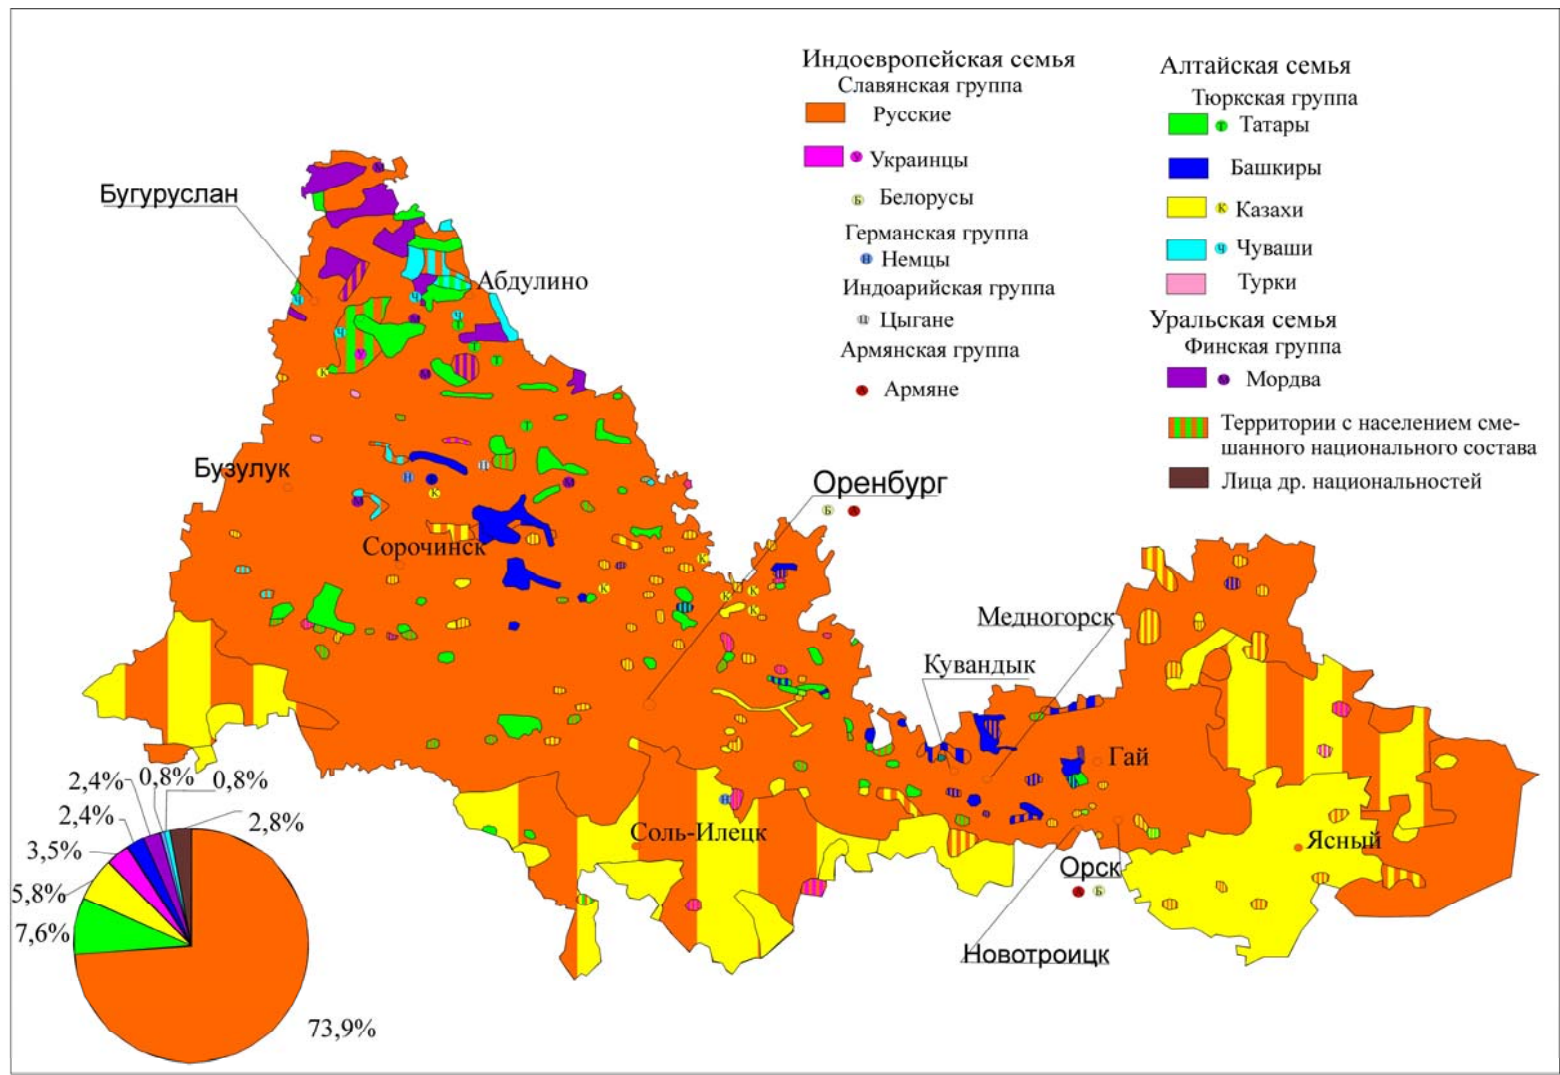 Индоевропейская семья
Славянская группа
Русские
У Украинцы
Б Белорусы
Германская группа
Н Немцы
Индоарийская группа
Ц Цыгане
Армянская группа
А Армяне
Алтайская семья
Тюркская группа
Т Татары
Башкиры
К Казахи
Ч Чуваши
Турки
Уральская семья
Финская группа
М Мордва
Территории с населением сме-
шанного национального состава
Лица др. национальностей
Бугуруслан
Абдулино
Бузулук
Сорочинск
Оренбург
Б А
Медногорск
Кувандык
Гай
Соль-Илецк
Ясный
Орск
А Б
Новотроицк
М
Ч
Ч
Ч
Ч
Т
М
У
Т
Т
К
М
Т
Ц
Н
К
М
М
К
К
К
К
К
Н
2,4%
0,8%
0,8%
2,4%
2,8%
3,5%
5,8%
7,6%
73,9%